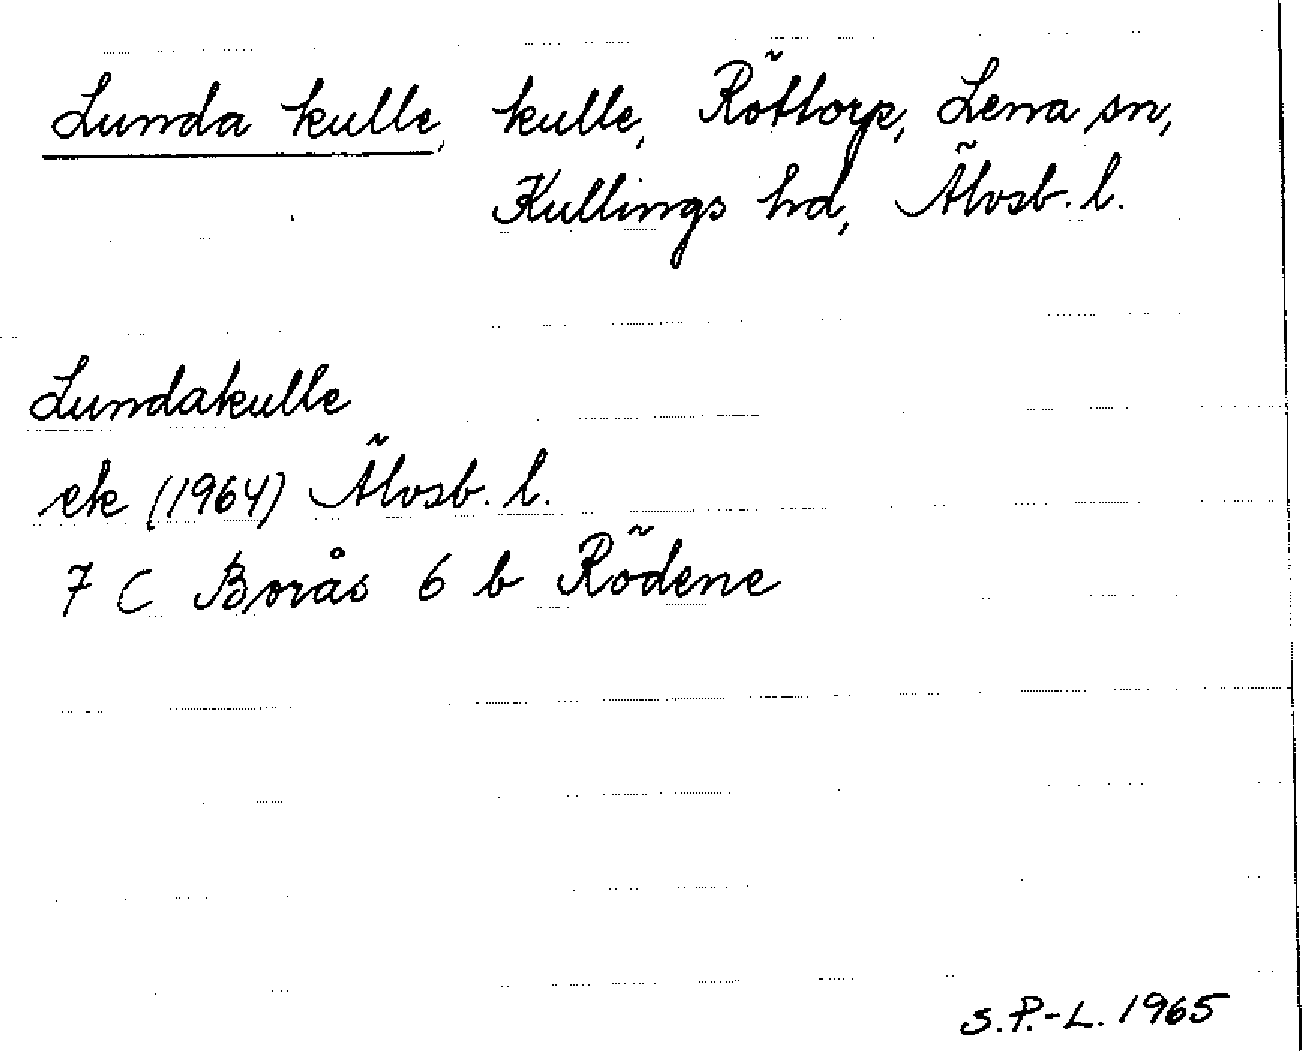 Lunda kulle, kulle, Röttorp, Lena sn,
Kullings hd, Älvsb. l.
Lundakulle
ek (1964) Älvsb. l.
7 C Borås 6 b Rödene
S.P.-L. 1965